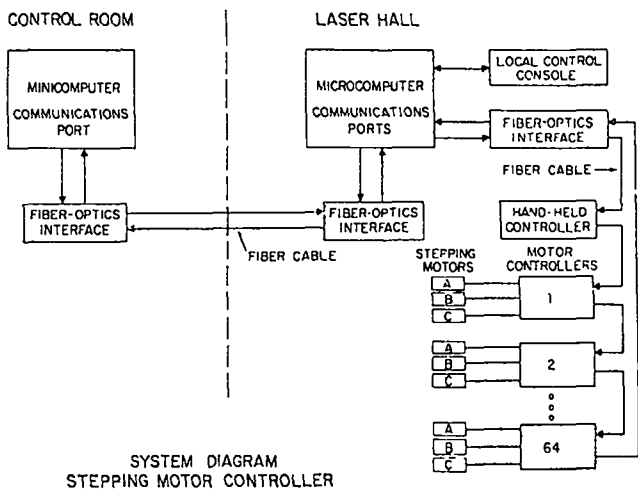 CONTROL ROOM
LASER HALL
MINICOMPUTER
COMMUNICATIONS
PORT
MICROCOMPUTER
COMMUNICATIONS
PORTS
LOCAL CONTROL
CONSOLE
FIBER-OPTICS
INTERFACE
FIBER CABLE
FIBER-OPTICS
INTERFACE
FIBER-OPTICS
INTERFACE
FIBER CABLE
HAND-HELD
CONTROLLER
STEPPING
MOTORS
MOTOR
CONTROLLERS
A
B
C
1
A
B
C
2
A
B
C
64
SYSTEM DIAGRAM
STEPPING MOTOR CONTROLLER